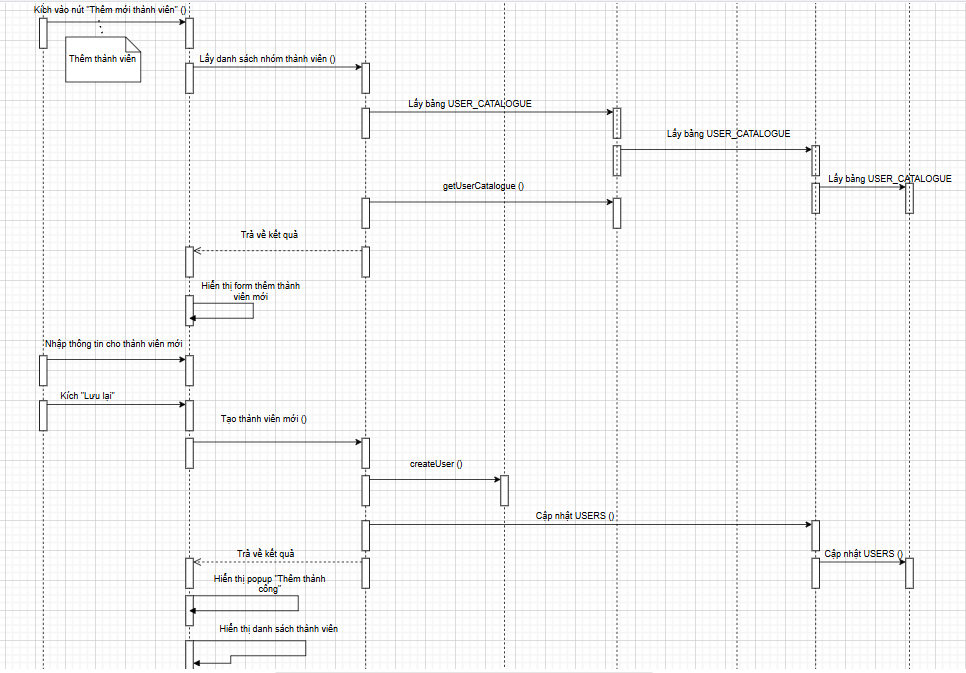 Kích vào nút "Thêm mới thành viên" ()
Thêm thành viên
Lấy danh sách nhóm thành viên ()
Lấy bảng USER_CATALOGUE
Lấy bảng USER_CATALOGUE
Lấy bảng USER_CATALOGUE
getUserCatalogue ()
Trả về kết quả
Hiển thị form thêm thành
viên mới
Nhập thông tin cho thành viên mới
Kích "Lưu lại"
Tạo thành viên mới ()
createUser ()
Cập nhật USERS ()
Trả về kết quả
Cập nhật USERS ()
Hiển thị popup "Thêm thành
công"
Hiển thị danh sách thành viên